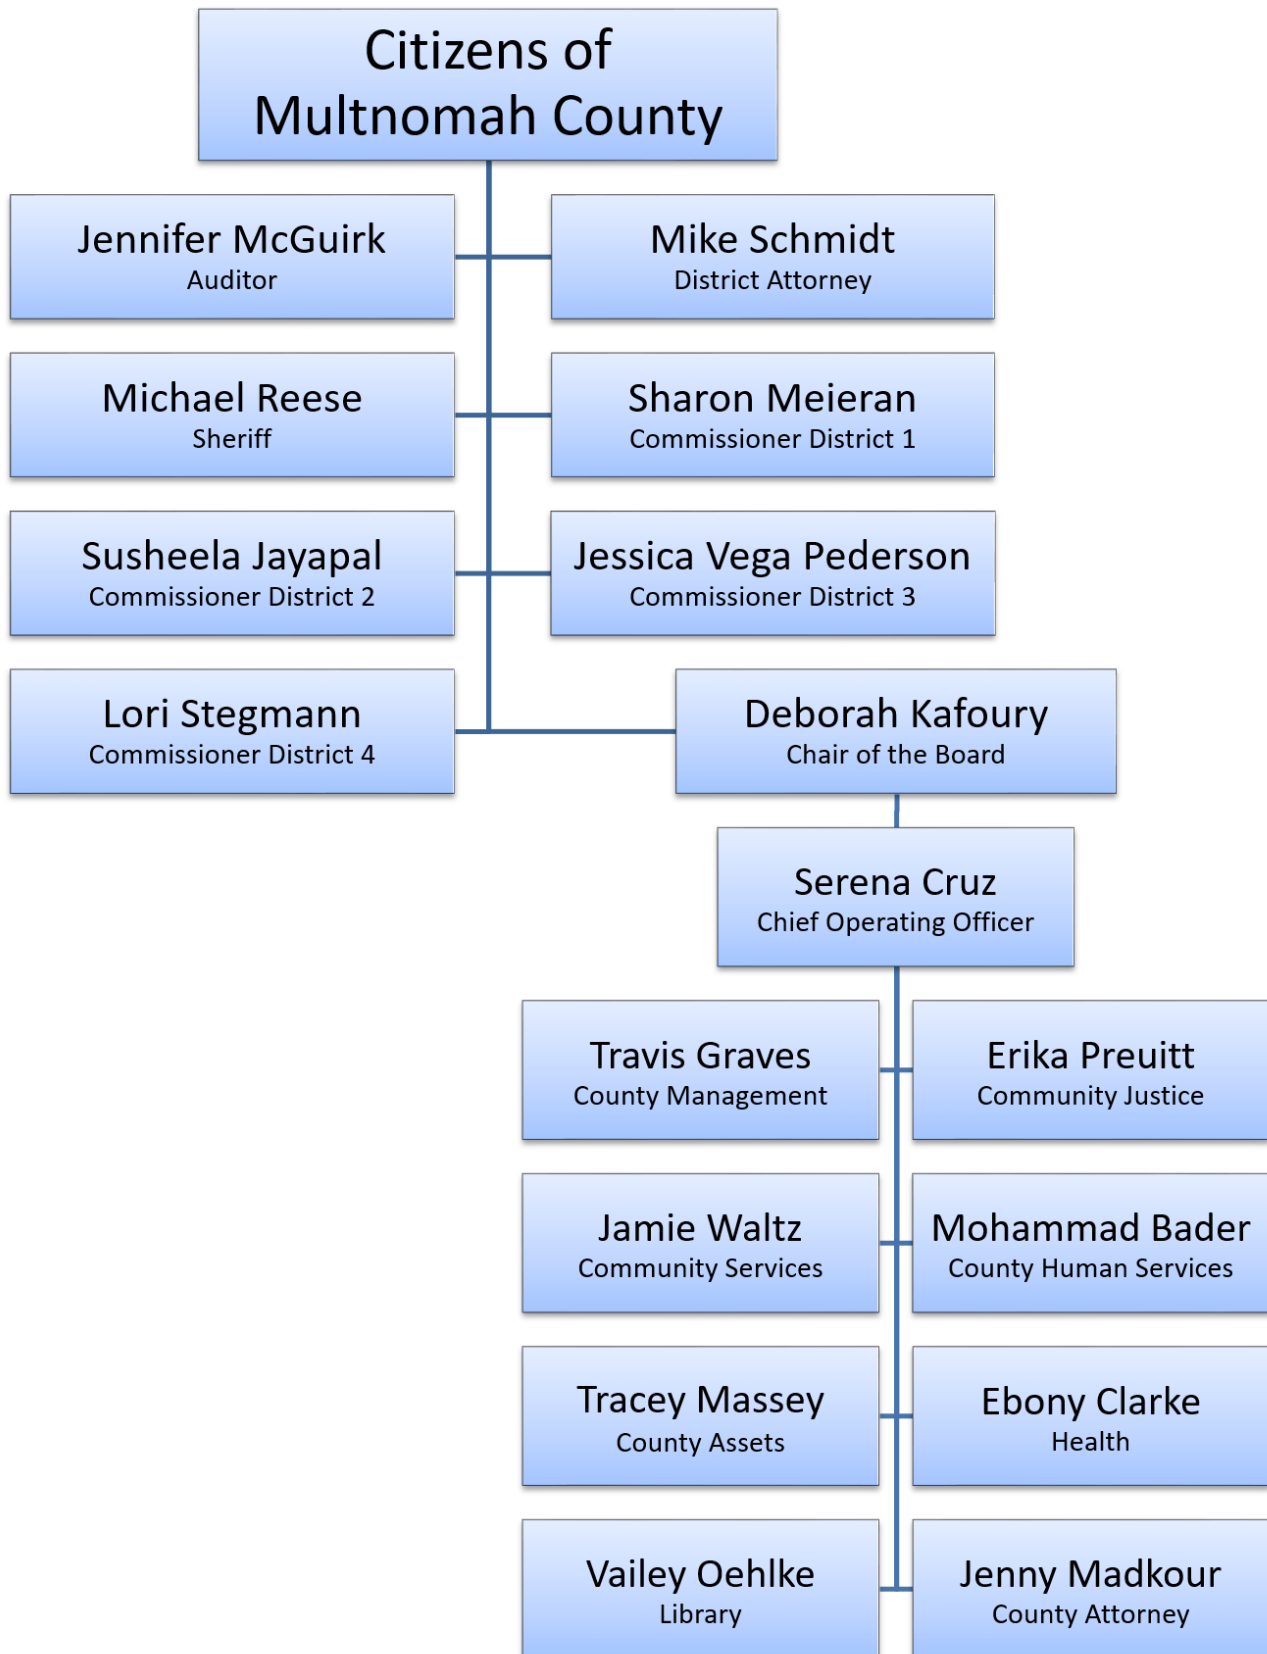 Citizens of
Multnomah County
Jennifer McGuirk
Auditor
Mike Schmidt
District Attorney
Michael Reese
Sheriff
Sharon Meieran
Commissioner District 1
Susheela Jayapal
Commissioner District 2
Jessica Vega Pederson
Commissioner District 3
Lori Stegmann
Commissioner District 4
Deborah Kafoury
Chair of the Board
Serena Cruz
Chief Operating Officer
Travis Graves
County Management
Erika Preuitt
Community Justice
Jamie Waltz
Community Services
Mohammad Bader
County Human Services
Tracey Massey
County Assets
Ebony Clarke
Health
Vailey Oehlke
Library
Jenny Madkour
County Attorney